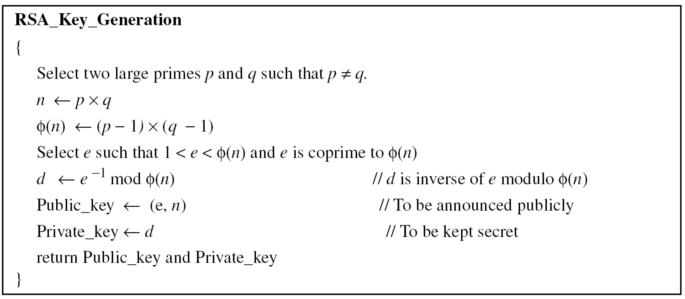 RSA_Key_Generation
{
Select two large primes p and q such that p ≠ q.
n ← p × q
ϕ(n) ← (p − 1) × (q − 1)
Select e such that 1 < e < ϕ(n) and e is coprime to ϕ(n)
d ← e⁻¹ mod ϕ(n) // d is inverse of e modulo ϕ(n)
Public_key ← (e, n) // To be announced publicly
Private_key ← d // To be kept secret
return Public_key and Private_key
}